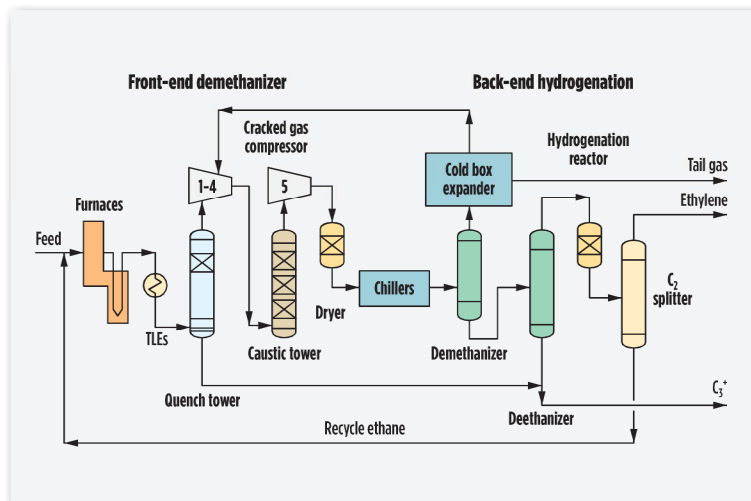 Front-end demethanizer
Back-end hydrogenation
Cracked gas
compressor
Hydrogenation
reactor
Cold box
expander
Tail gas
1-4
5
Furnaces
Ethylene
Feed
Chillers
C2
splitter
Dryer
TLEs
Caustic tower
Demethanizer
Quench tower
C3+
Deethanizer
Recycle ethane